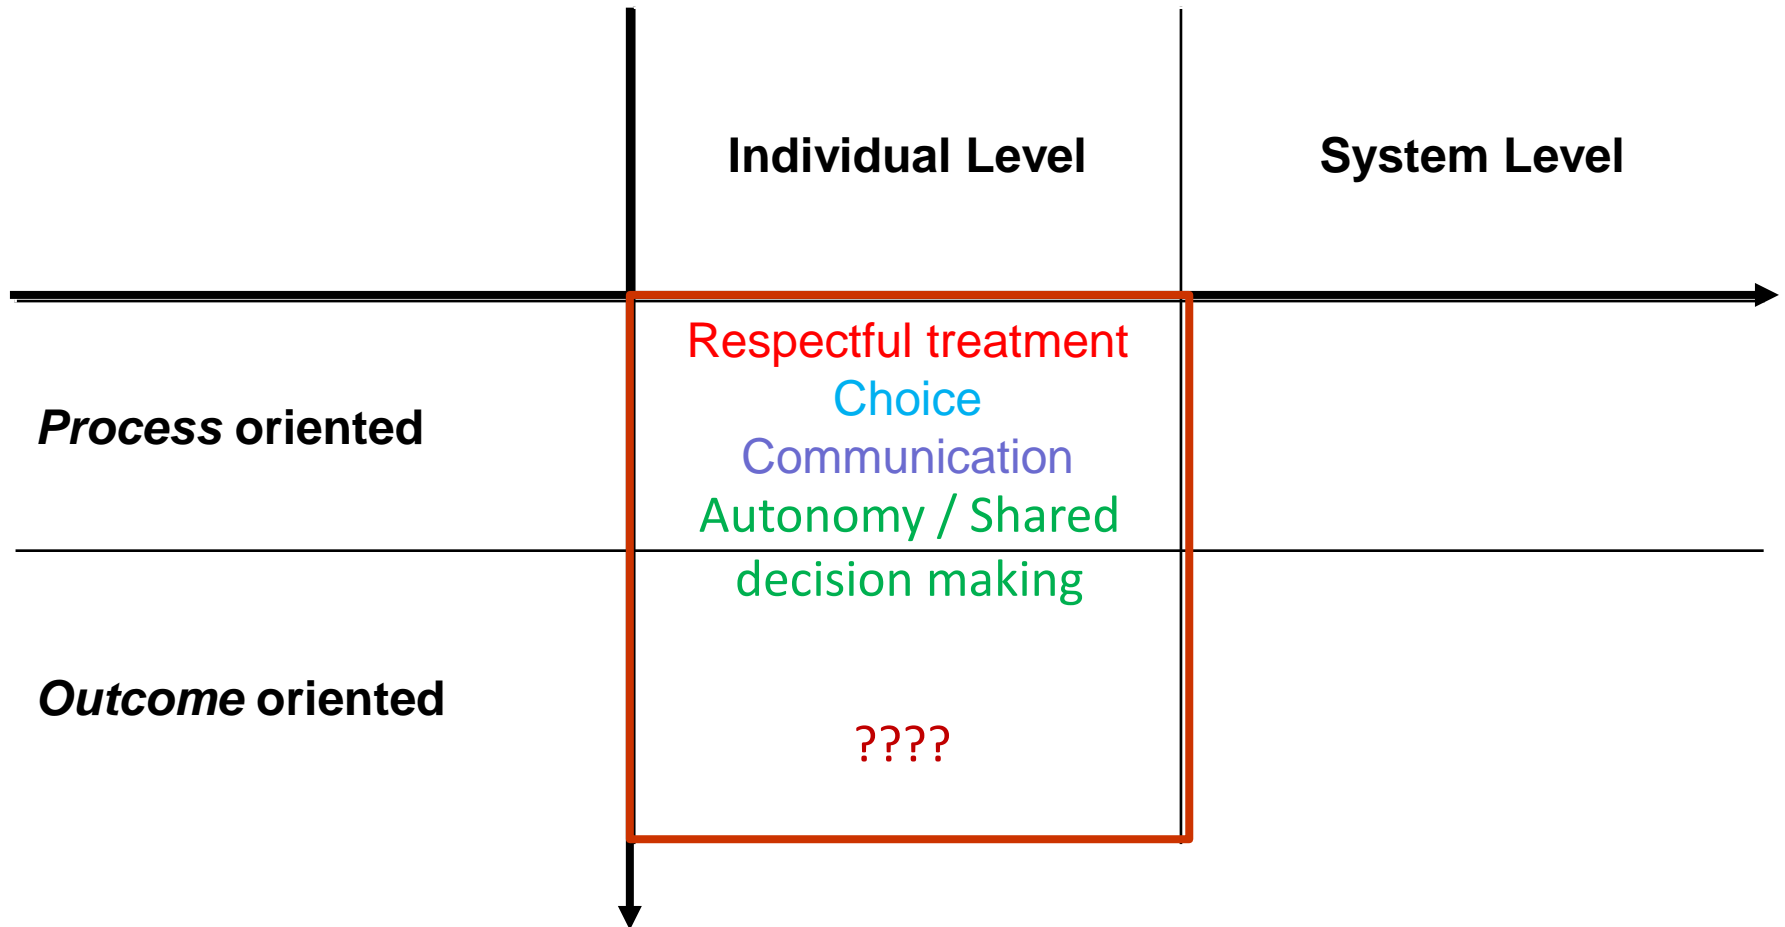 Individual Level
System Level
Respectful treatment
Choice
Process oriented
Communication
Autonomy / Shared
decision making
Outcome oriented
????